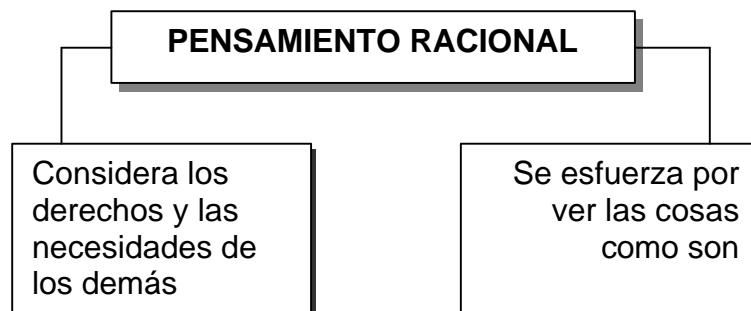 PENSAMIENTO RACIONAL
Considera los
derechos y las
necesidades de
los demás
Se esfuerza por
ver las cosas
como son